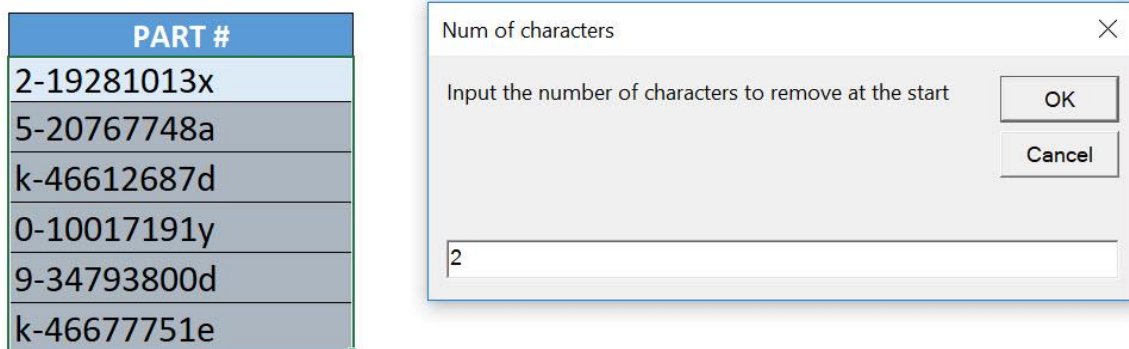 PART #
2-19281013x
5-20767748a
k-46612687d
0-10017191y
9-34793800d
k-46677751e
Num of characters
Input the number of characters to remove at the start
OK
Cancel
2